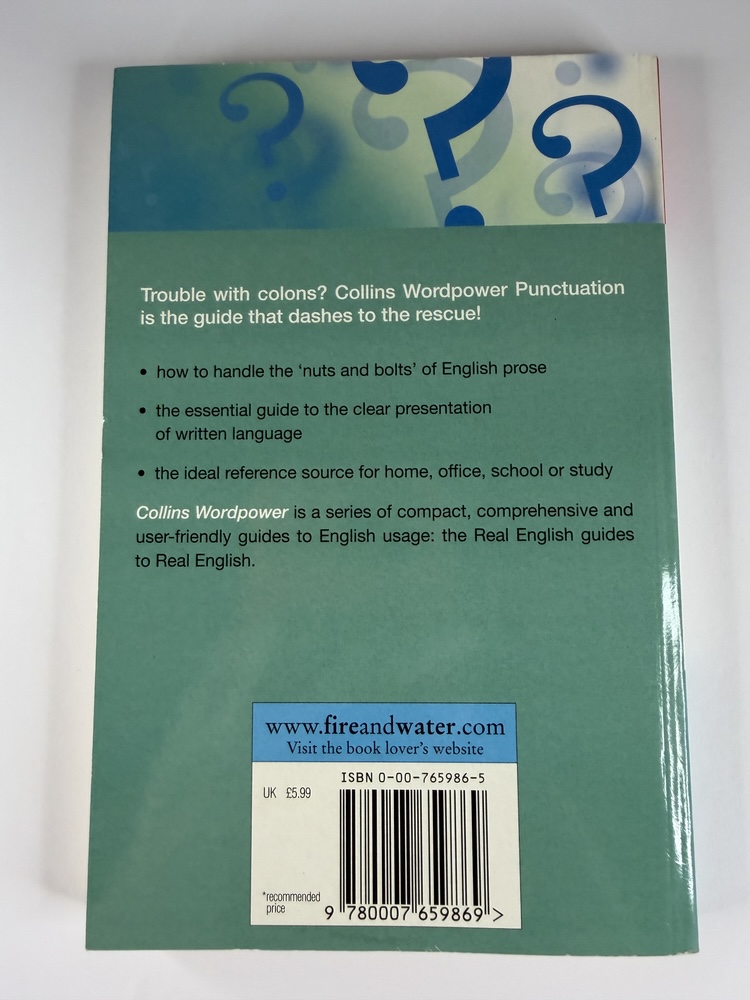 Trouble with colons? Collins Wordpower Punctuation
is the guide that dashes to the rescue!
• how to handle the ‘nuts and bolts’ of English prose
• the essential guide to the clear presentation
of written language
• the ideal reference source for home, office, school or study
Collins Wordpower is a series of compact, comprehensive and
user-friendly guides to English usage: the Real English guides
to Real English.
www.fireandwater.com
Visit the book lover’s website
ISBN 0-00-765986-5
UK £5.99
*recommended
price
9 780007 659869 >